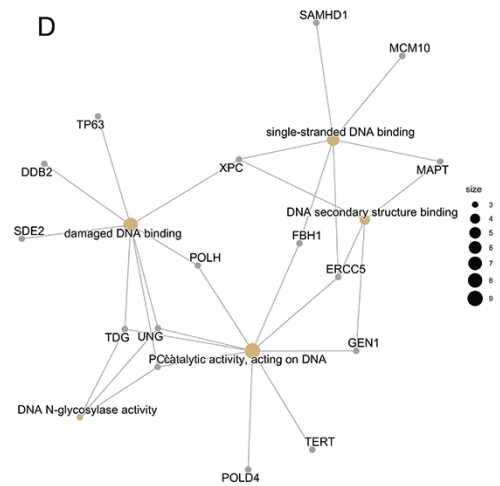 D
SAMHD1
MCM10
TP63
single-stranded DNA binding
XPC
MAPT
DDB2
size
3
4
5
6
7
8
9
DNA secondary structure binding
SDE2
damaged DNA binding
FBH1
POLH
ERCC5
TDG
UNG
GEN1
catalytic activity, acting on DNA
DNA N-glycosylase activity
TERT
POLD4